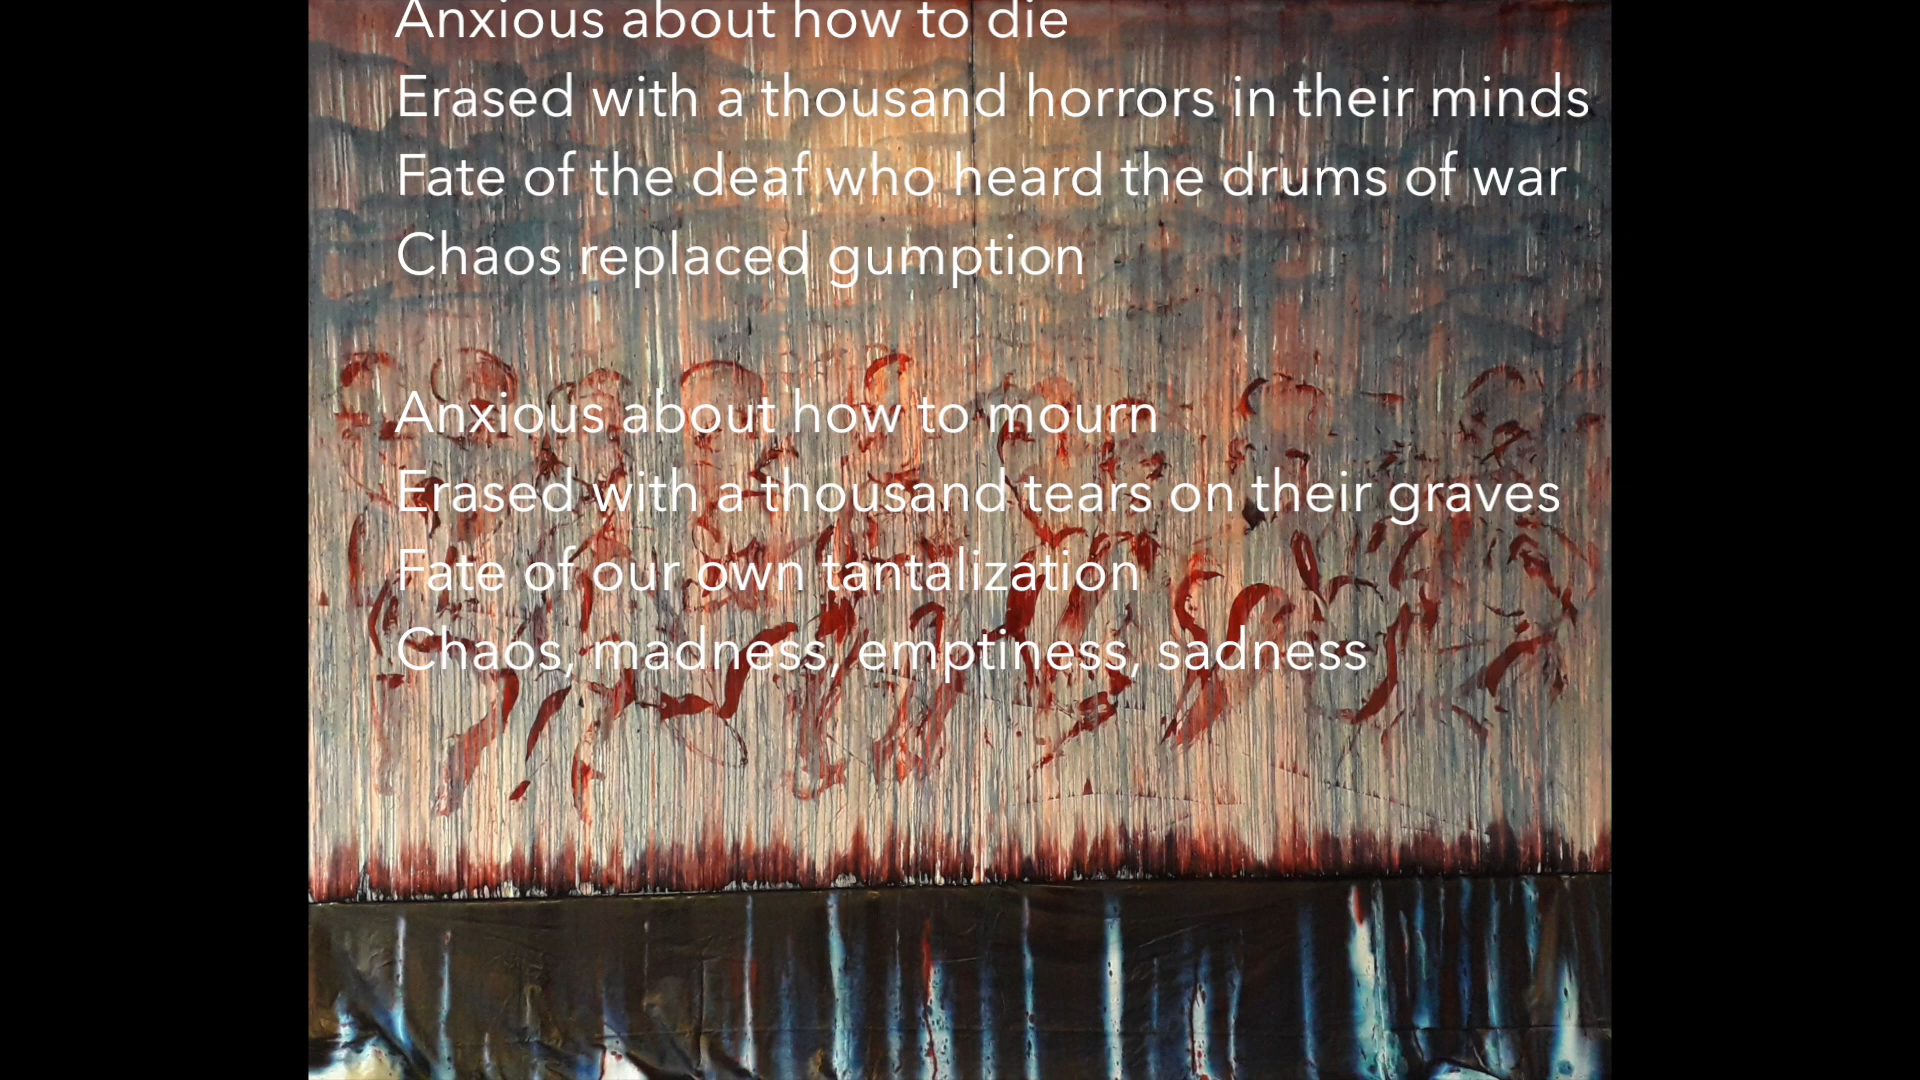 Anxious about how to die
Erased with a thousand horrors in their minds
Fate of the deaf who heard the drums of war
Chaos replaced gumption
Anxious about how to mourn
Erased with a thousand tears on their graves
Fate of our own tantalization
Chaos, madness, emptiness, sadness